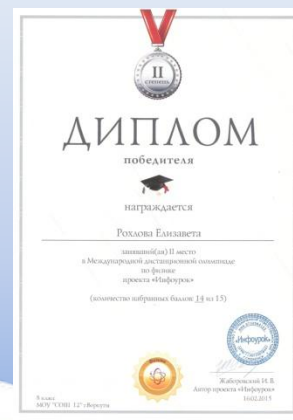 II
СТЕПЕНЬ
ДИПЛОМ
победителя
награждается
Рохлова Елизавета
занявший(ая) II место
в Международной дистанционной олимпиаде
по физике
проекта «Инфоурок»
(количество набранных баллов 14 из 15)
«Инфоурок»
Жаборовский И. В.
Автор проекта «Инфоурок»
16.02.2015
8 класс
МОУ "СОШ 12" г.Воркуты